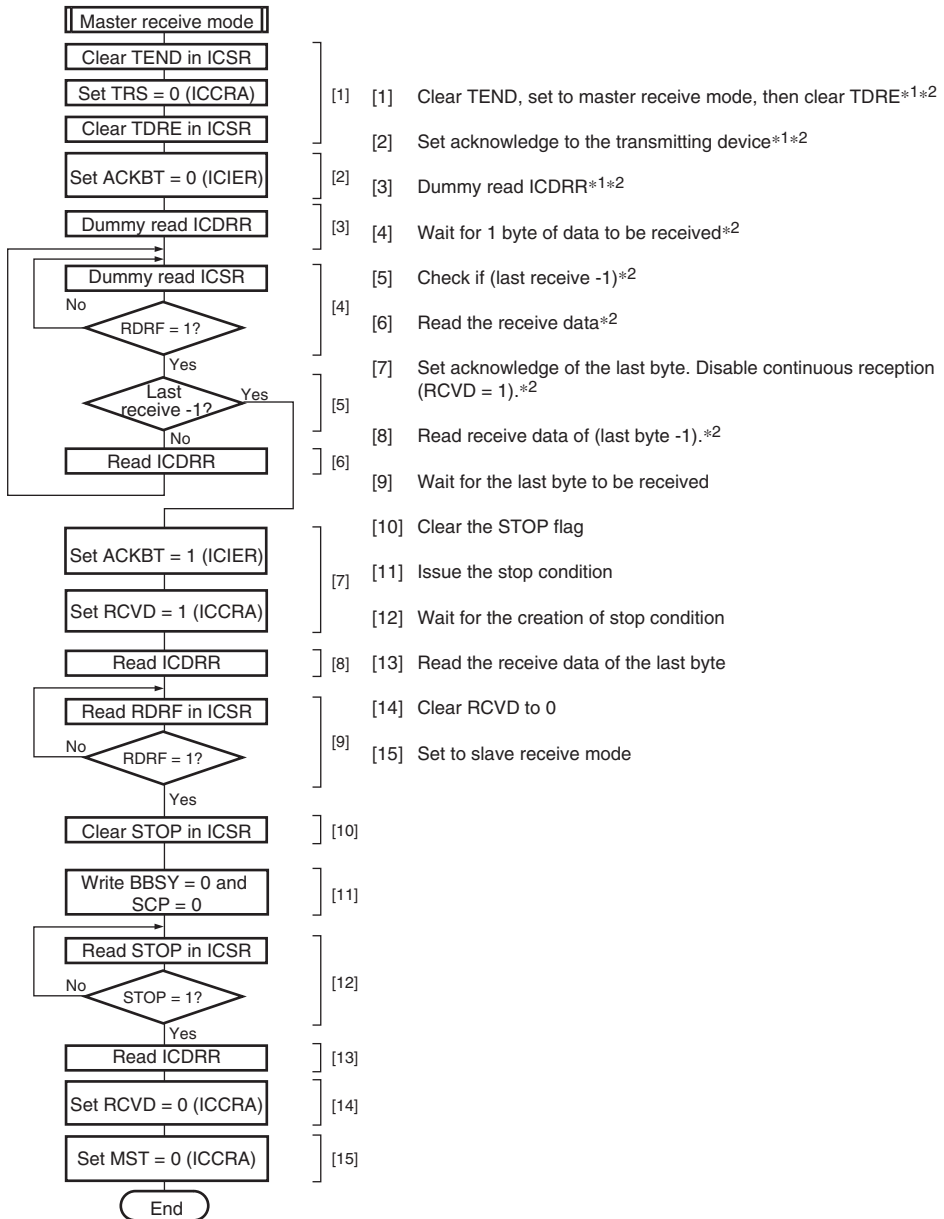 Master receive mode
Clear TEND in ICSR
Set TRS = 0 (ICCRA)
Clear TDRE in ICSR
[1]
Set ACKBT = 0 (ICIER)
[2]
Dummy read ICDRR
[3]
Dummy read ICSR
No
RDRF = 1?
[4]
Yes
Last
receive -1?
Yes
[5]
No
Read ICDRR
[6]
Set ACKBT = 1 (ICIER)
Set RCVD = 1 (ICCRA)
[7]
Read ICDRR
[8]
Read RDRF in ICSR
No
RDRF = 1?
[9]
Yes
Clear STOP in ICSR
[10]
Write BBSY = 0 and
SCP = 0
[11]
Read STOP in ICSR
No
STOP = 1?
[12]
Yes
Read ICDRR
[13]
Set RCVD = 0 (ICCRA)
[14]
Set MST = 0 (ICCRA)
[15]
End
[1] Clear TEND, set to master receive mode, then clear TDRE*1*2
[2] Set acknowledge to the transmitting device*1*2
[3] Dummy read ICDRR*1*2
[4] Wait for 1 byte of data to be received*2
[5] Check if (last receive -1)*2
[6] Read the receive data*2
[7] Set acknowledge of the last byte. Disable continuous reception
(RCVD = 1).*2
[8] Read receive data of (last byte -1).*2
[9] Wait for the last byte to be received
[10] Clear the STOP flag
[11] Issue the stop condition
[12] Wait for the creation of stop condition
[13] Read the receive data of the last byte
[14] Clear RCVD to 0
[15] Set to slave receive mode